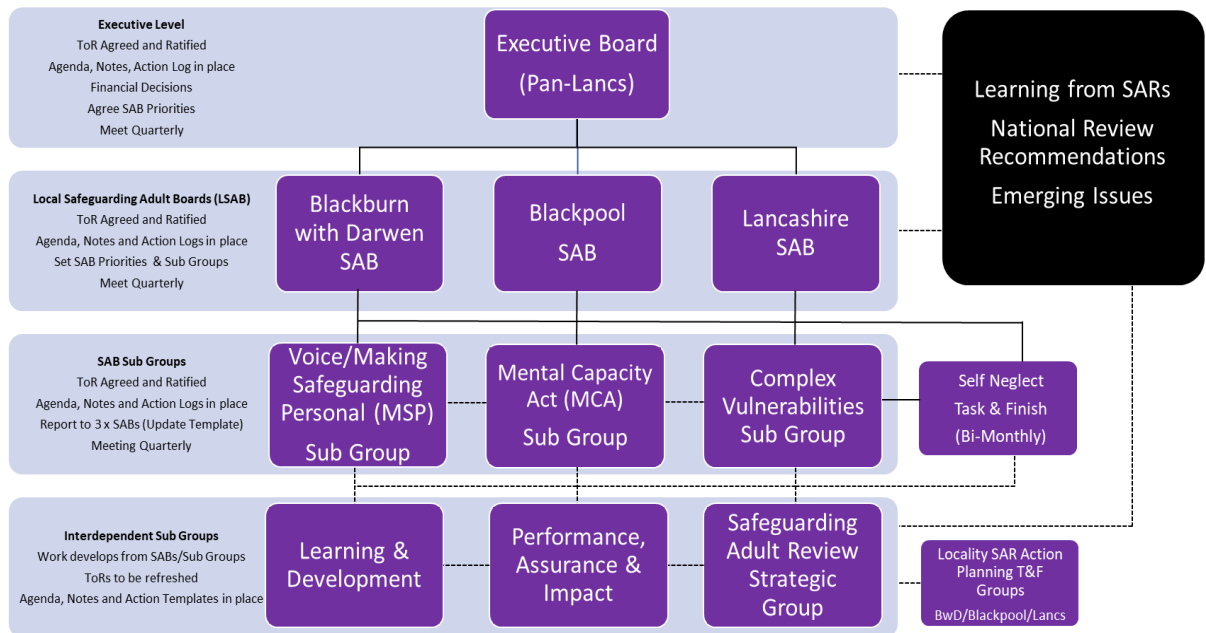 Executive Level
ToR Agreed and Ratified
Agenda, Notes, Action Log in place
Financial Decisions
Agree SAB Priorities
Meet Quarterly
Executive Board
(Pan-Lancs)
Learning from SARs
National Review
Recommendations
Emerging Issues
Local Safeguarding Adult Boards (LSAB)
ToR Agreed and Ratified
Agenda, Notes and Action Logs in place
Set SAB Priorities & Sub Groups
Meet Quarterly
Blackburn
with Darwen
SAB
Blackpool
SAB
Lancashire
SAB
SAB Sub Groups
ToR Agreed and Ratified
Agenda, Notes and Action Logs in place
Report to 3 x SABs (Update Template)
Meeting Quarterly
Voice/Making
Safeguarding
Personal (MSP)
Sub Group
Mental Capacity
Act (MCA)
Sub Group
Complex
Vulnerabilities
Sub Group
Self Neglect
Task & Finish
(Bi-Monthly)
Interdependent Sub Groups
Work develops from SABs/Sub Groups
ToRs to be refreshed
Agenda, Notes and Action Templates in place
Learning &
Development
Performance,
Assurance &
Impact
Safeguarding
Adult Review
Strategic
Group
Locality SAR Action
Planning T&F
Groups
BwD/Blackpool/Lancs